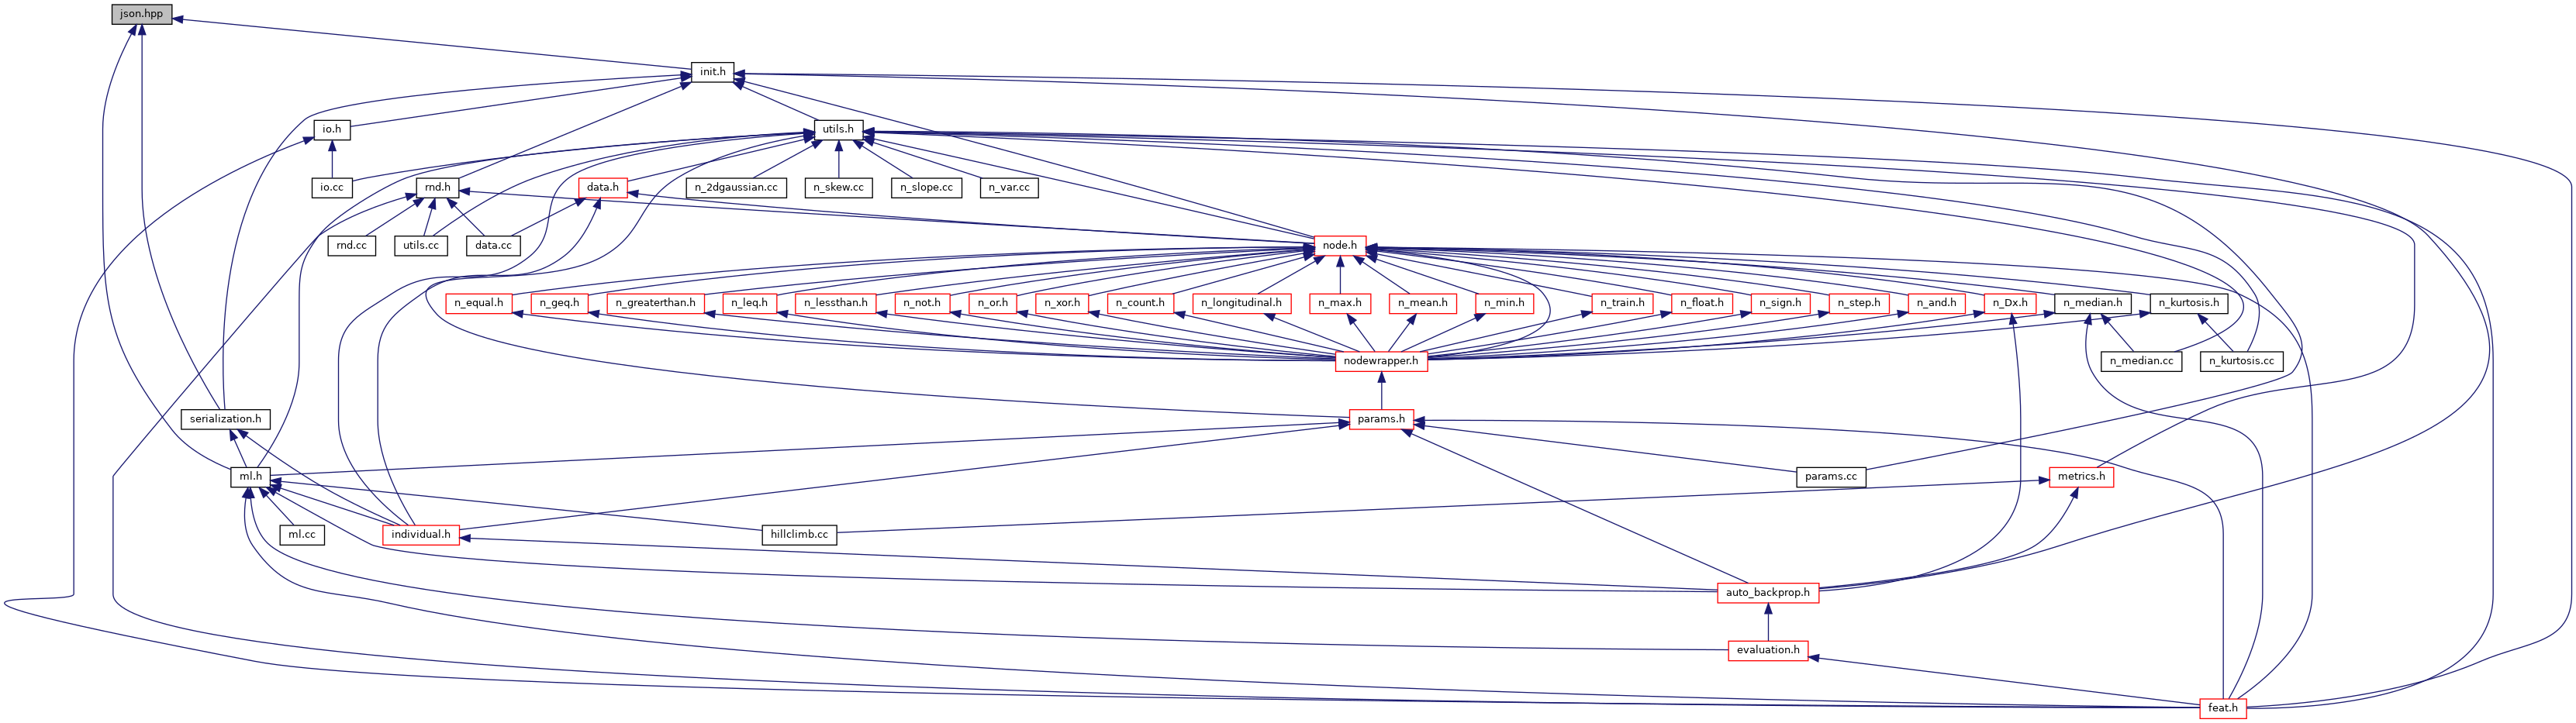 json.hpp
init.h
io.h
utils.h
io.cc
rnd.h
data.h
n_2dgaussian.cc
n_skew.cc
n_slope.cc
n_var.cc
rnd.cc
utils.cc
data.cc
node.h
n_equal.h
n_geq.h
n_greaterthan.h
n_leq.h
n_lessthan.h
n_not.h
n_or.h
n_xor.h
n_count.h
n_longitudinal.h
n_max.h
n_mean.h
n_min.h
n_train.h
n_float.h
n_sign.h
n_step.h
n_and.h
n_Dx.h
n_median.h
n_kurtosis.h
nodewrapper.h
n_median.cc
n_kurtosis.cc
serialization.h
params.h
ml.h
params.cc
metrics.h
ml.cc
individual.h
hillclimb.cc
auto_backprop.h
evaluation.h
feat.h